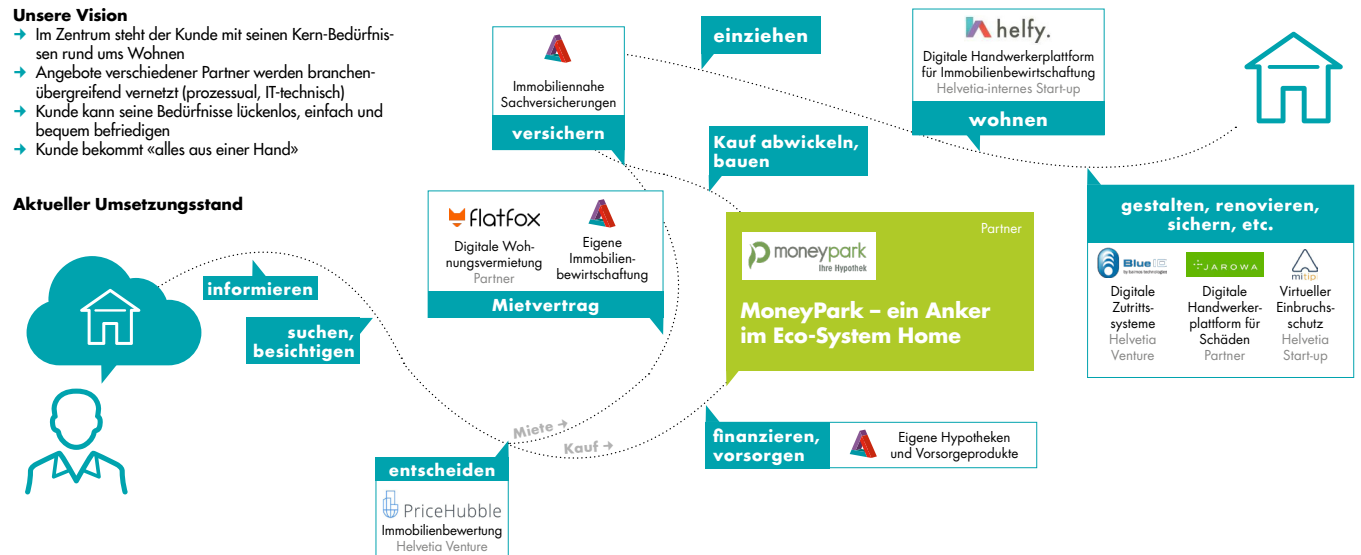 Unsere Vision
→ Im Zentrum steht der Kunde mit seinen Kern-Bedürfnis-
sen rund ums Wohnen
→ Angebote verschiedener Partner werden branchen-
übergreifend vernetzt (prozessual, IT-technisch)
→ Kunde kann seine Bedürfnisse lückenlos, einfach und
bequem befriedigen
→ Kunde bekommt «alles aus einer Hand»
Aktueller Umsetzungsstand
informieren
suchen,
besichtigen
entscheiden
PriceHubble
Immobilienbewertung
Helvetia Venture
Miete →
Kauf →
flatfox
Digitale Woh-
nungsvermietung
Partner
Eigene
Immobilien-
bewirtschaftung
Mietvertrag
Immobiliennahe
Sachversicherungen
versichern
finanzieren,
vorsorgen
Eigene Hypotheken
und Vorsorgeprodukte
Partner
moneypark
Ihre Hypothek
MoneyPark – ein Anker
im Eco-System Home
Kauf abwickeln,
bauen
einziehen
helfy.
Digitale Handwerkerplattform
für Immobilienbewirtschaftung
Helvetia-internes Start-up
wohnen
gestalten, renovieren,
sichern, etc.
BlueID
Digitale
Zutritts-
systeme
Helvetia
Venture
JAROWA
Digitale
Handwerker-
plattform für
Schäden
Partner
mitipi
Virtueller
Einbruchs-
schutz
Helvetia
Start-up